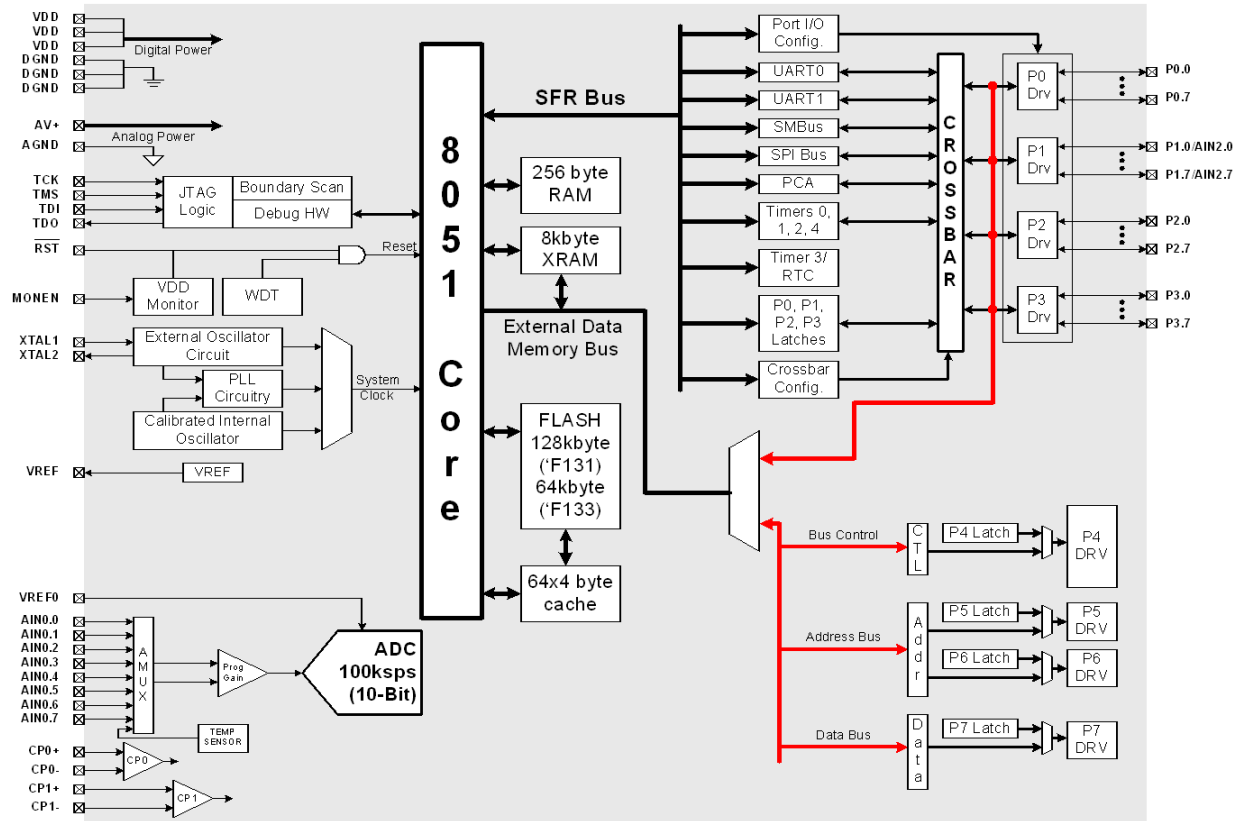 VDD
VDD
VDD
Digital Power
DGND
DGND
DGND
AV+
Analog Power
AGND
TCK
TMS
TDI
TDO
JTAG
Logic
Boundary Scan
Debug HW
RST
Reset
MONEN
VDD
Monitor
WDT
XTAL1
XTAL2
External Oscillator
Circuit
PLL
Circuitry
Calibrated Internal
Oscillator
System
Clock
VREF
VREF
VREF0
AIN0.0
AIN0.1
AIN0.2
AIN0.3
AIN0.4
AIN0.5
AIN0.6
AIN0.7
AMUX
Prog
Gain
ADC
100ksps
(10-Bit)
TEMP
SENSOR
CP0+
CP0-
CP0
CP1+
CP1-
CP1
8051 Core
SFR Bus
256 byte
RAM
8kbyte
XRAM
External Data
Memory Bus
FLASH
128kbyte
('F131)
64kbyte
('F133)
64x4 byte
cache
Port I/O
Config.
UART0
UART1
SMBus
SPI Bus
PCA
Timers 0,
1, 2, 4
Timer 3/
RTC
P0, P1,
P2, P3
Latches
Crossbar
Config.
CROSSBAR
P0
Drv
P1
Drv
P2
Drv
P3
Drv
P0.0
P0.7
P1.0/AIN2.0
P1.7/AIN2.7
P2.0
P2.7
P3.0
P3.7
Bus Control
CTL
P4 Latch
P4
DRV
Address Bus
Addr
P5 Latch
P5
DRV
P6 Latch
P6
DRV
Data Bus
Data
P7 Latch
P7
DRV